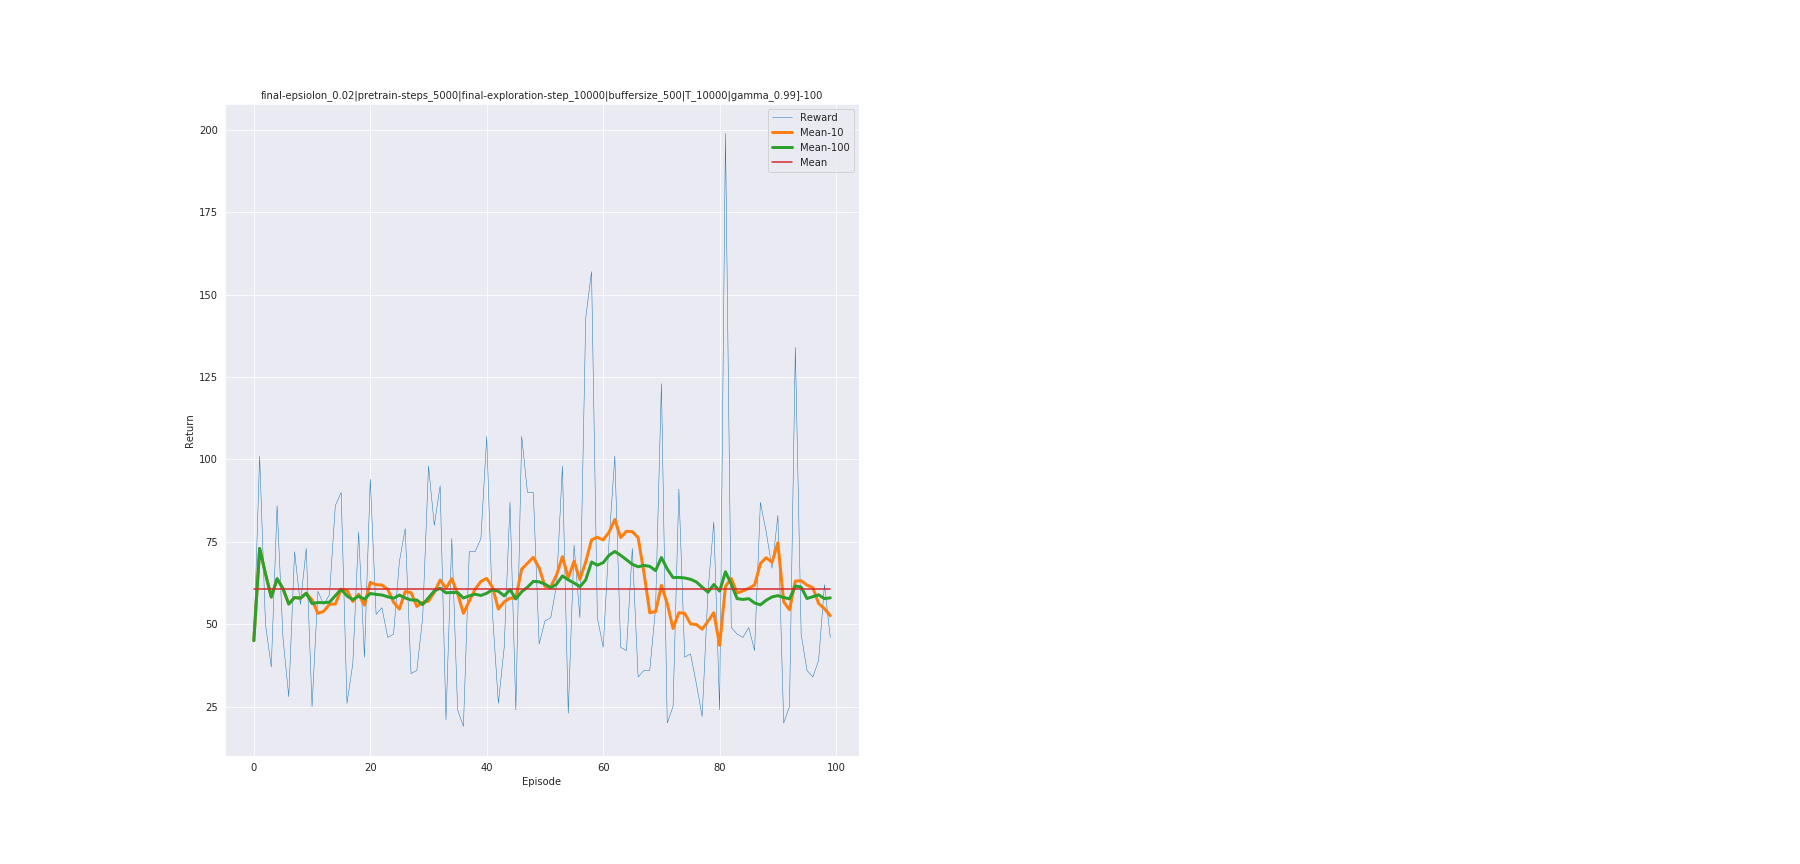 final-epsiolon_0.02|pretrain-steps_5000|final-exploration-step_10000|buffersize_500|T_10000|gamma_0.99]-100
Reward
Mean-10
Mean-100
Mean
200
175
150
125
100
75
50
25
Return
0 20 40 60 80 100
Episode